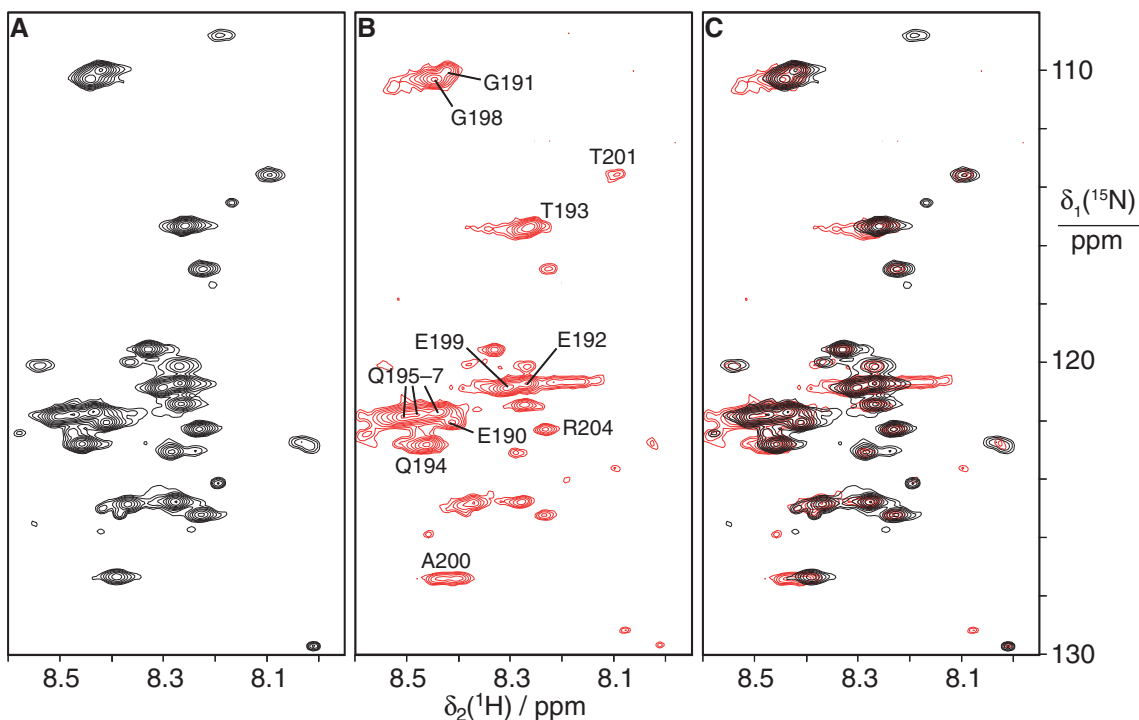 A
B
C
G191
G198
T201
T193
E199
E192
Q195–7
E190
R204
Q194
A200
110
120
130
δ₁(¹⁵N)
ppm
8.5
8.3
8.1
8.5
8.3
8.1
8.5
8.3
8.1
δ₂(¹H) / ppm